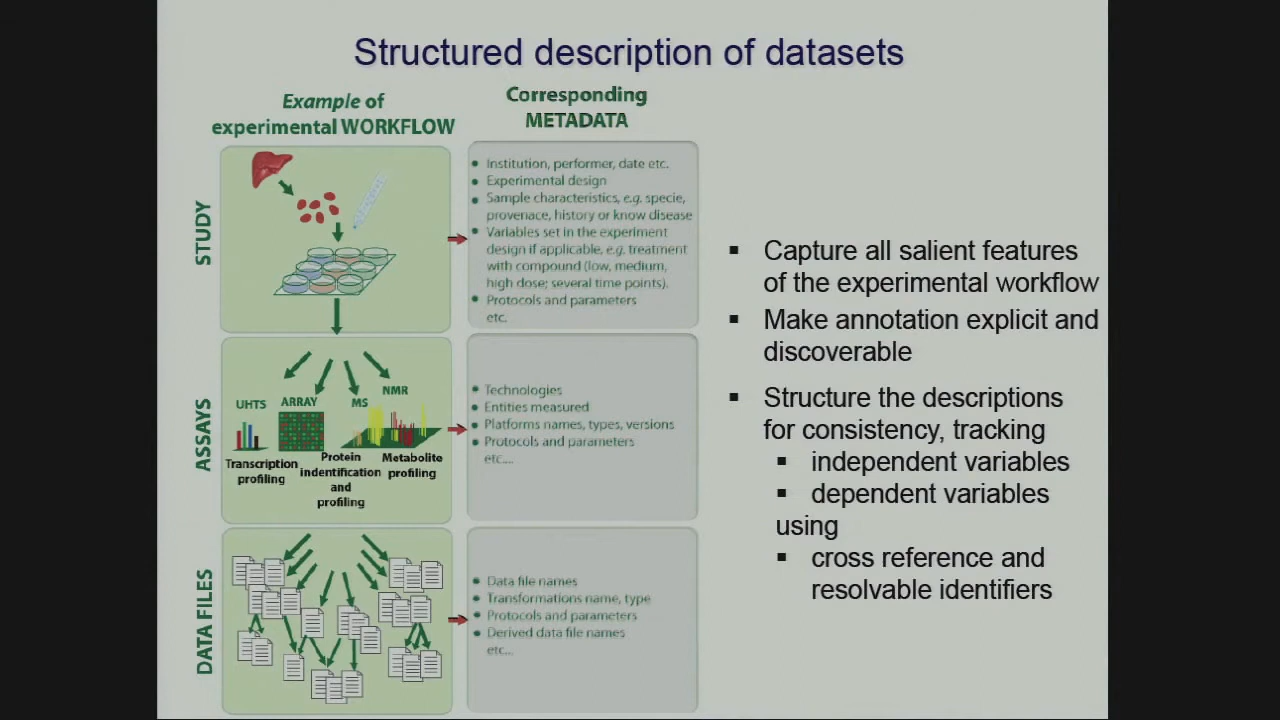 Structured description of datasets
Example of
experimental WORKFLOW
Corresponding
METADATA
STUDY
• Institution, performer, date etc.
• Experimental design
• Sample characteristics, e.g. specie,
provenace, history or know disease
• Variables set in the experiment
design if applicable, e.g. treatment
with compound (low, medium,
high dose; several time points).
• Protocols and parameters
etc.
ASSAYS
UHTS
ARRAY
MS
NMR
Transcription
profiling
Protein
indentification
and
profiling
Metabolite
profiling
• Technologies
• Entities measured
• Platforms names, types, versions
• Protocols and parameters
etc....
DATA FILES
• Data file names
• Transformations name, type
• Protocols and parameters
• Derived data file names
etc...
▪ Capture all salient features
of the experimental workflow
▪ Make annotation explicit and
discoverable
▪ Structure the descriptions
for consistency, tracking
▪ independent variables
▪ dependent variables
using
▪ cross reference and
resolvable identifiers